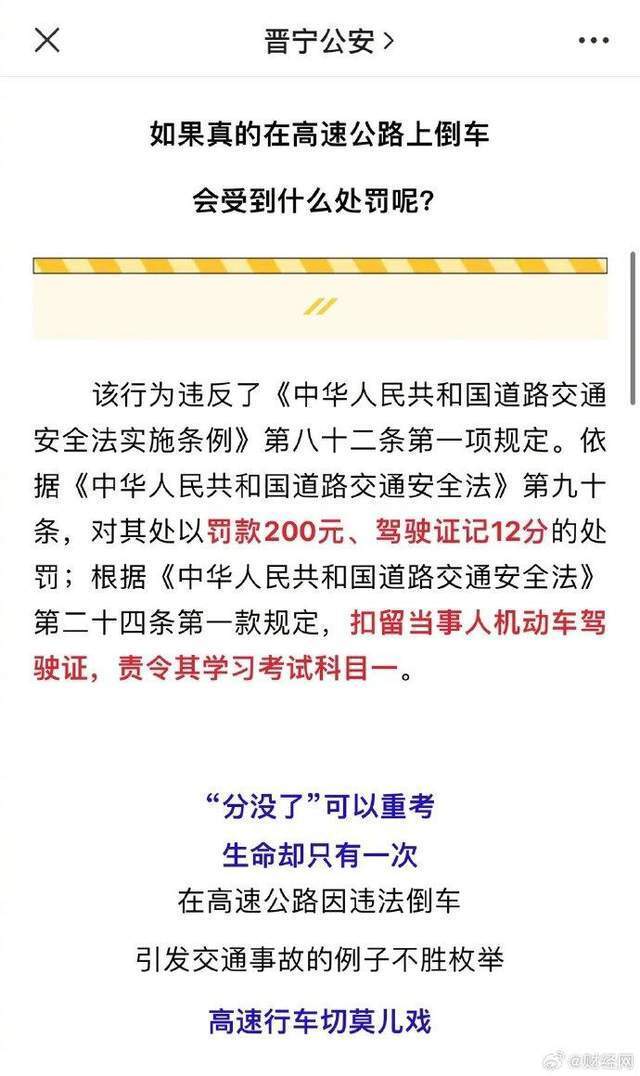 晋宁公安
如果真的在高速公路上倒车
会受到什么处罚呢?
该行为违反了《中华人民共和国道路交通
安全法实施条例》第八十二条第一项规定。依
据《中华人民共和国道路交通安全法》第九十
条，对其处以罚款200元、驾驶证记12分的处
罚；根据《中华人民共和国道路交通安全法》
第二十四条第一款规定，扣留当事人机动车驾
驶证，责令其学习考试科目一。
“分没了”可以重考
生命却只有一次
在高速公路因违法倒车
引发交通事故的例子不胜枚举
高速行车切莫儿戏
@财经网